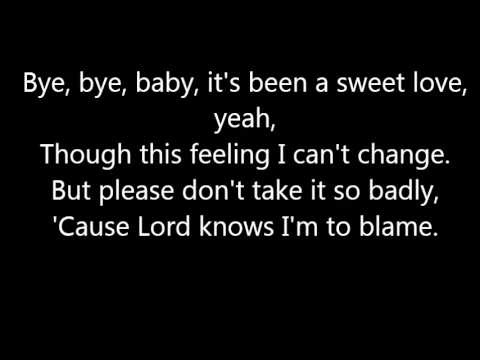 Bye, bye, baby, it's been a sweet love,
yeah,
Though this feeling I can't change.
But please don't take it so badly,
'Cause Lord knows I'm to blame.